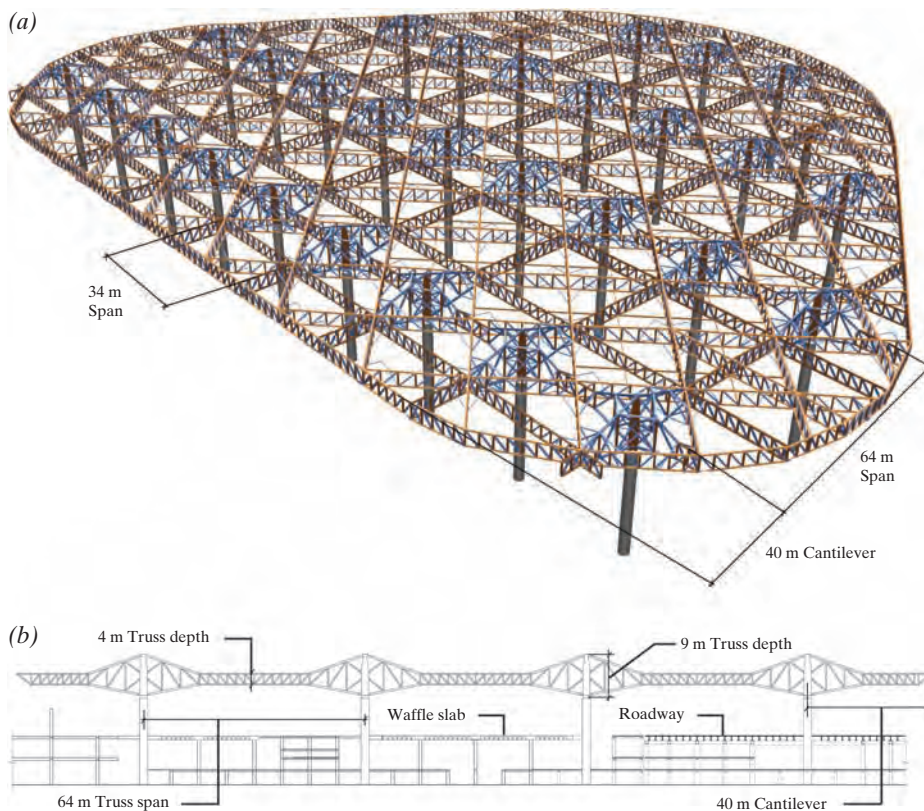 (a)
34 m
Span
64 m
Span
40 m Cantilever
(b)
4 m Truss depth
9 m Truss depth
Waffle slab
Roadway
64 m Truss span
40 m Cantilever